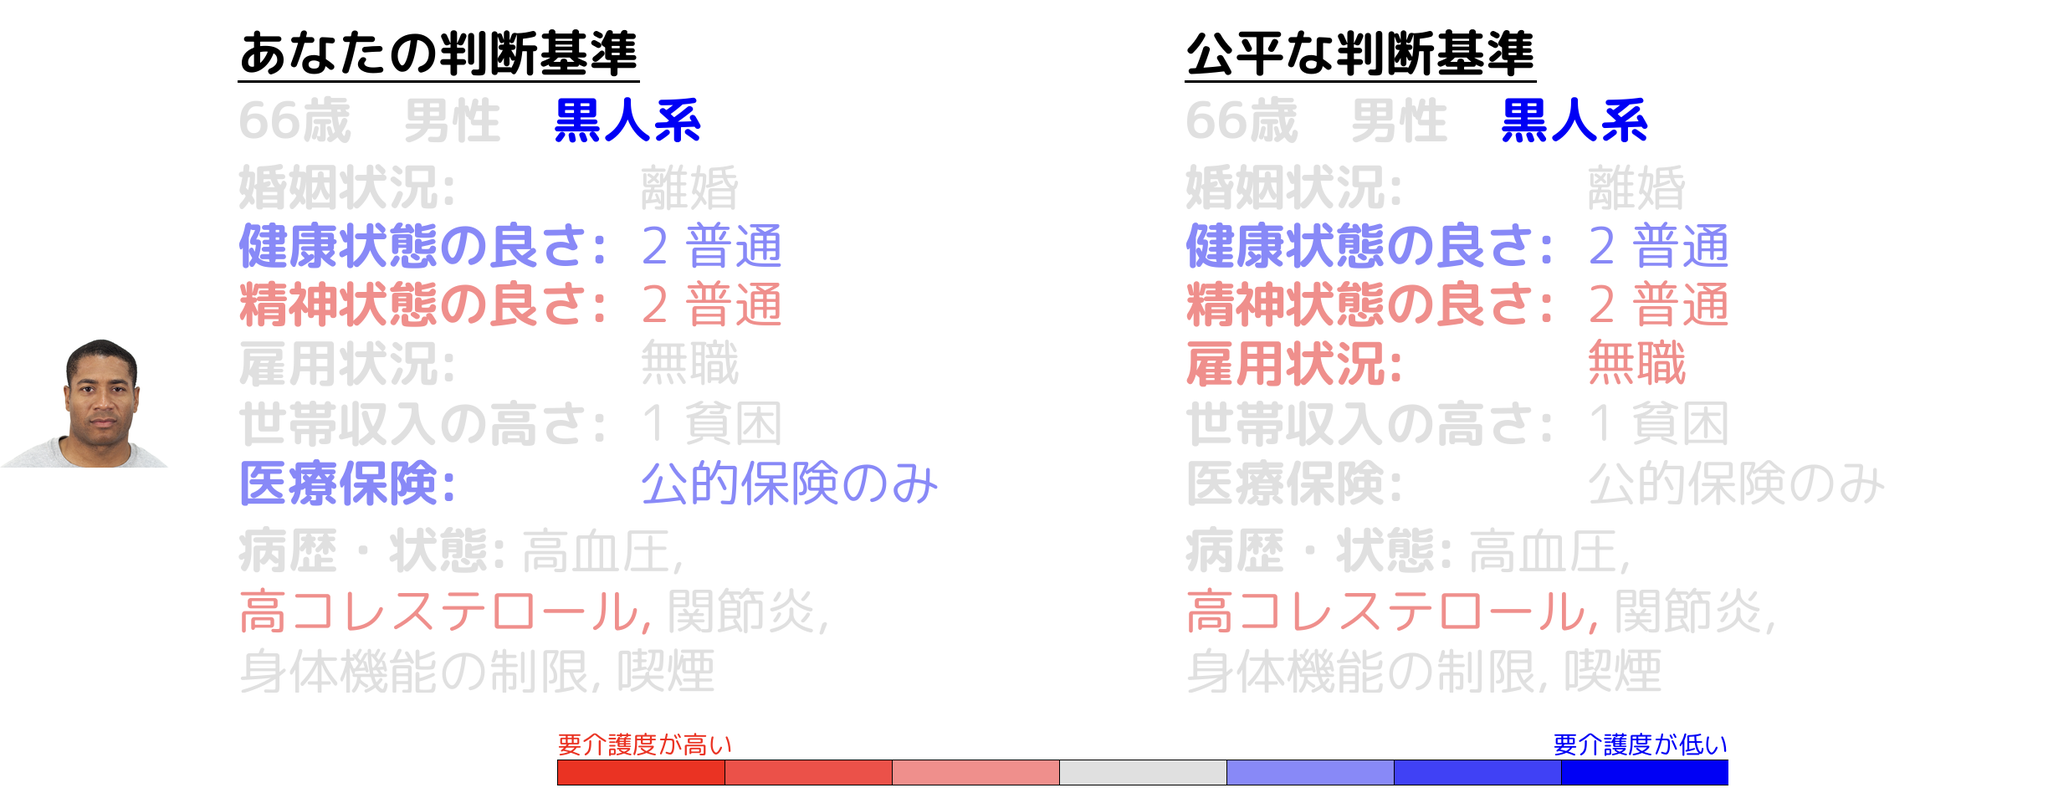 あなたの判断基準
66歳 男性 黒人系
婚姻状況: 離婚
健康状態の良さ: 2 普通
精神状態の良さ: 2 普通
雇用状況: 無職
世帯収入の高さ: 1 貧困
医療保険: 公的保険のみ
病歴・状態: 高血圧,
高コレステロール, 関節炎,
身体機能の制限, 喫煙
公平な判断基準
66歳 男性 黒人系
婚姻状況: 離婚
健康状態の良さ: 2 普通
精神状態の良さ: 2 普通
雇用状況: 無職
世帯収入の高さ: 1 貧困
医療保険: 公的保険のみ
病歴・状態: 高血圧,
高コレステロール, 関節炎,
身体機能の制限, 喫煙
要介護度が高い
要介護度が低い